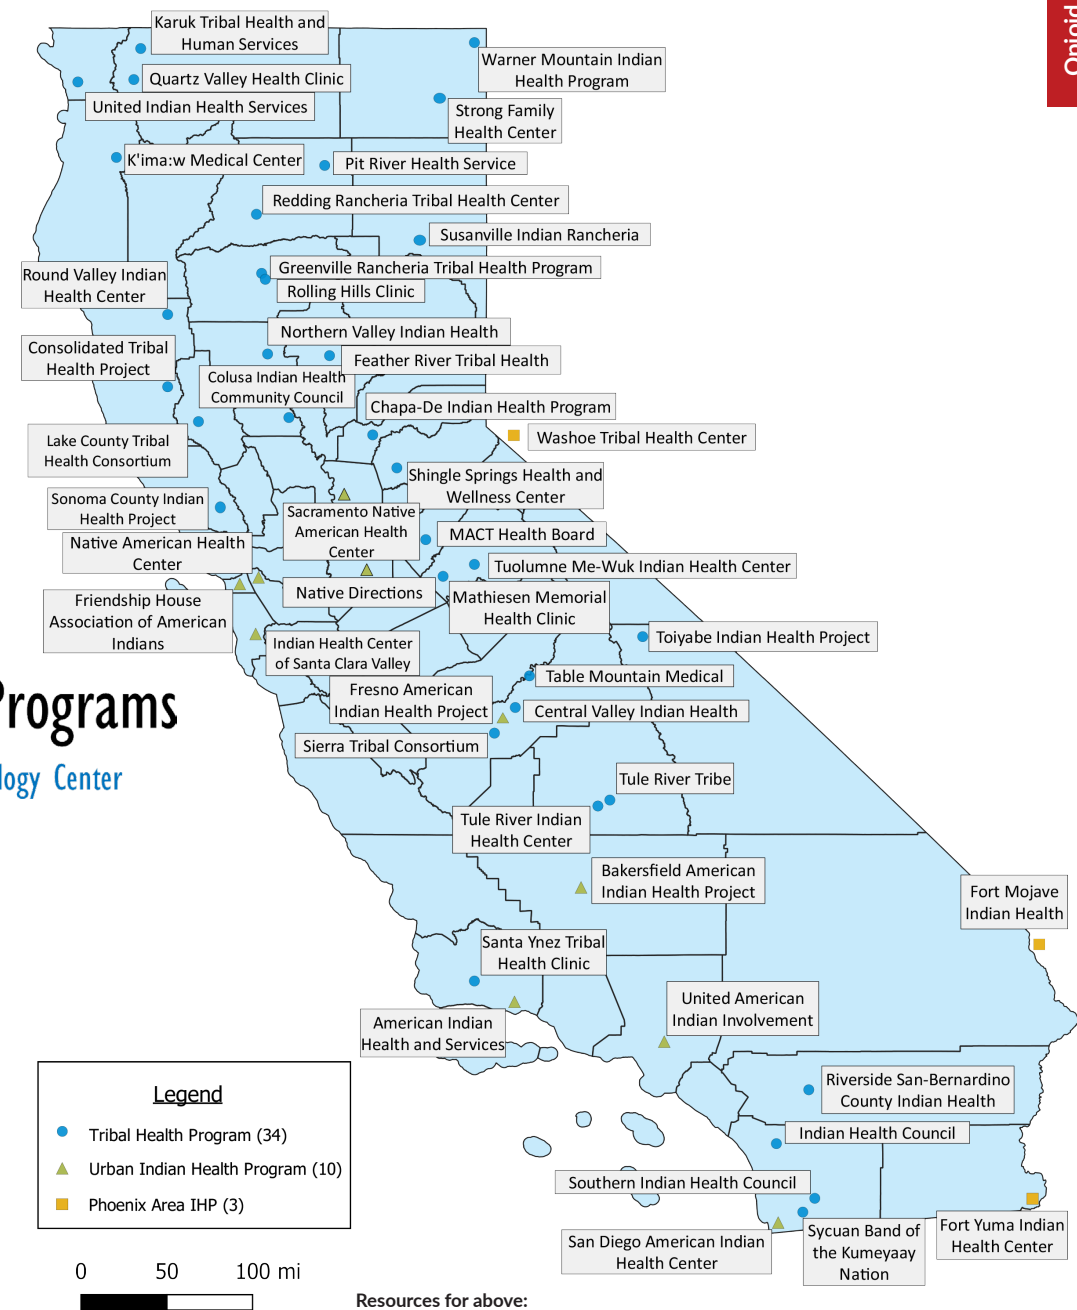 Opioid
Karuk Tribal Health and
Human Services
Warner Mountain Indian
Health Program
Quartz Valley Health Clinic
United Indian Health Services
Strong Family
Health Center
K'ima:w Medical Center
Pit River Health Service
Redding Rancheria Tribal Health Center
Susanville Indian Rancheria
Round Valley Indian
Health Center
Greenville Rancheria Tribal Health Program
Rolling Hills Clinic
Northern Valley Indian Health
Consolidated Tribal
Health Project
Feather River Tribal Health
Colusa Indian Health
Community Council
Chapa-De Indian Health Program
Washoe Tribal Health Center
Lake County Tribal
Health Consortium
Shingle Springs Health and
Wellness Center
Sonoma County Indian
Health Project
Sacramento Native
American Health
Center
MACT Health Board
Native American Health
Center
Tuolumne Me-Wuk Indian Health Center
Native Directions
Mathiesen Memorial
Health Clinic
Friendship House
Association of American
Indians
Indian Health Center
of Santa Clara Valley
Toiyabe Indian Health Project
Table Mountain Medical
Fresno American
Indian Health Project
Central Valley Indian Health
Programs
Sierra Tribal Consortium
logy Center
Tule River Tribe
Tule River Indian
Health Center
Bakersfield American
Indian Health Project
Fort Mojave
Indian Health
Santa Ynez Tribal
Health Clinic
United American
Indian Involvement
American Indian
Health and Services
Legend
Tribal Health Program (34)
Urban Indian Health Program (10)
Phoenix Area IHP (3)
Riverside San-Bernardino
County Indian Health
Indian Health Council
Southern Indian Health Council
San Diego American Indian
Health Center
Sycuan Band of
the Kumeyaay
Nation
Fort Yuma Indian
Health Center
0 50 100 mi
Resources for above: